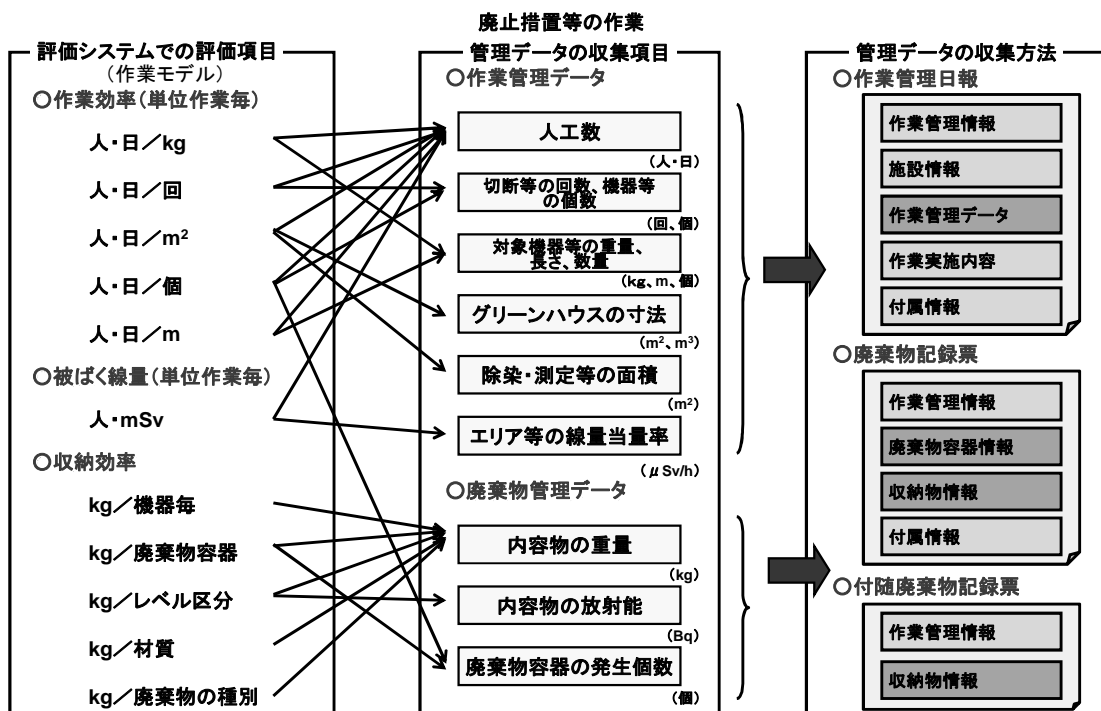 廃止措置等の作業
評価システムでの評価項目
（作業モデル）
○作業効率（単位作業毎）
人・日／kg
人・日／回
人・日／m²
人・日／個
人・日／m
○被ばく線量（単位作業毎）
人・mSv
○収納効率
kg／機器毎
kg／廃棄物容器
kg／レベル区分
kg／材質
kg／廃棄物の種別
管理データの収集項目
○作業管理データ
人工数
（人・日）
切断等の回数、機器等
の個数
（回、個）
対象機器等の重量、
長さ、数量
（kg、m、個）
グリーンハウスの寸法
（m²、m³）
除染・測定等の面積
（m²）
エリア等の線量当量率
（μSv/h）
○廃棄物管理データ
内容物の重量
（kg）
内容物の放射能
（Bq）
廃棄物容器の発生個数
（個）
管理データの収集方法
○作業管理日報
作業管理情報
施設情報
作業管理データ
作業実施内容
付属情報
○廃棄物記録票
作業管理情報
廃棄物容器情報
収納物情報
付属情報
○付随廃棄物記録票
作業管理情報
収納物情報